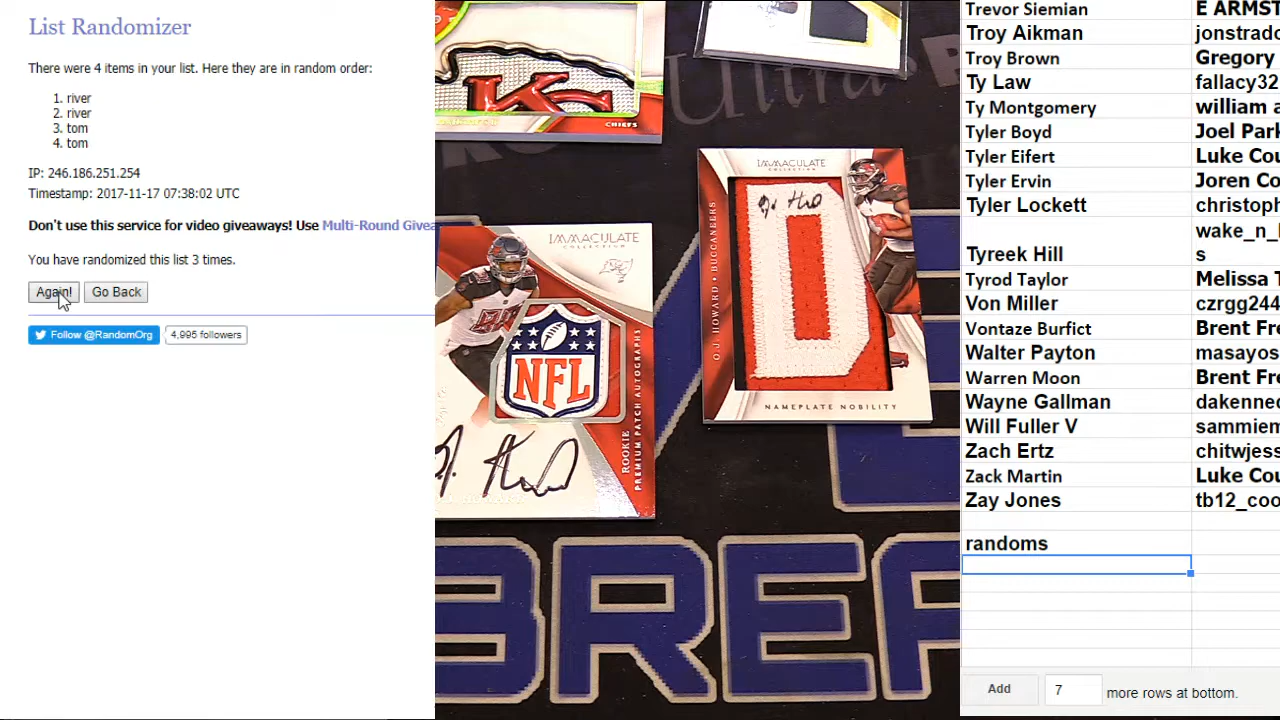 List Randomizer
There were 4 items in your list. Here they are in random order:
1. river
2. river
3. tom
4. tom
IP: 246.186.251.254
Timestamp: 2017-11-17 07:38:02 UTC
Don't use this service for video giveaways! Use Multi-Round Givea
You have randomized this list 3 times.
Again!
Go Back
Follow @RandomOrg
4,995 followers
CHIEFS
Ultra
IMMACULATE
COLLECTION
NFL
ROOKIE
PREMIUM PATCH AUTOGRAPHS
IMMACULATE
COLLECTION
O.J. HOWARD • BUCCANEERS
NAMEPLATE NOBILITY
BREA
Trevor Siemian E ARMST
Troy Aikman jonstrado
Troy Brown Gregory
Ty Law fallacy32
Ty Montgomery william a
Tyler Boyd Joel Park
Tyler Eifert Luke Cou
Tyler Ervin Joren Co
Tyler Lockett christoph
wake_n_
Tyreek Hill s
Tyrod Taylor Melissa T
Von Miller czrgg244
Vontaze Burfict Brent Fre
Walter Payton masayos
Warren Moon Brent Fre
Wayne Gallman dakenned
Will Fuller V sammiem
Zach Ertz chitwjess
Zack Martin Luke Cou
Zay Jones tb12_coo
randoms
Add 7 more rows at bottom.